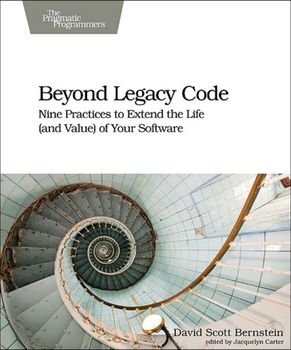 The
Pragmatic
Programmers
Beyond Legacy Code
Nine Practices to Extend the Life
(and Value) of Your Software
David Scott Bernstein
edited by Jacquelyn Carter